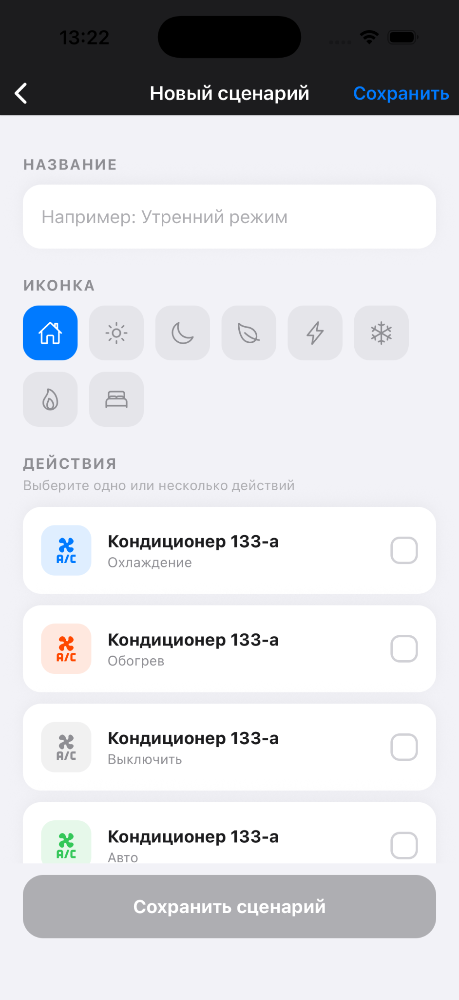 13:22
Новый сценарий
Сохранить
НАЗВАНИЕ
Например: Утренний режим
ИКОНКА
ДЕЙСТВИЯ
Выберите одно или несколько действий
A/C
Кондиционер 133-а
Охлаждение
A/C
Кондиционер 133-а
Обогрев
A/C
Кондиционер 133-а
Выключить
A/C
Кондиционер 133-а
Авто
Сохранить сценарий